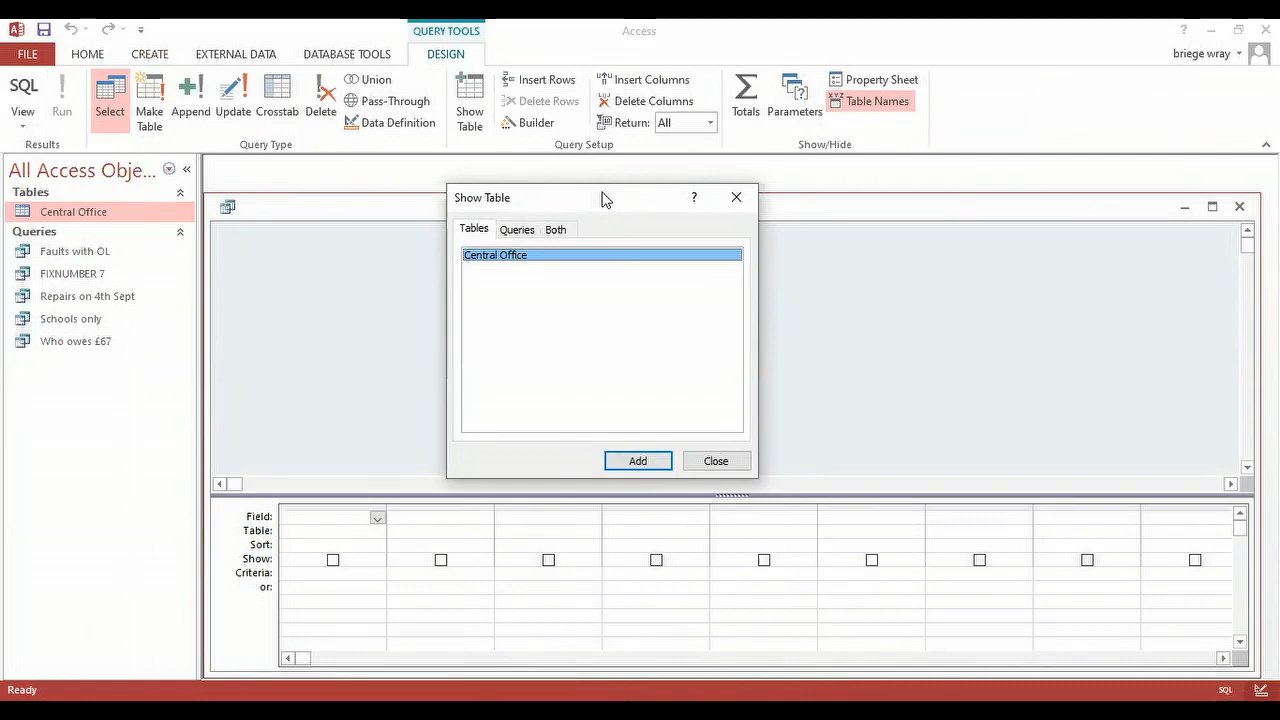 QUERY TOOLS
Access
?
briege wray
FILE
HOME
CREATE
EXTERNAL DATA
DATABASE TOOLS
DESIGN
SQL
View
Run
Results
Select
Make
Table
Append
Update
Crosstab
Delete
Union
Pass-Through
Data Definition
Query Type
Show
Table
Insert Rows
Delete Rows
Builder
Insert Columns
Delete Columns
Return: All
Query Setup
Totals
Parameters
Property Sheet
Table Names
Show/Hide
All Access Obje...
Tables
Central Office
Queries
Faults with OL
FIXNUMBER 7
Repairs on 4th Sept
Schools only
Who owes £67
Show Table
?
Tables
Queries
Both
Central Office
Add
Close
Field:
Table:
Sort:
Show:
Criteria:
or:
Ready
SQL